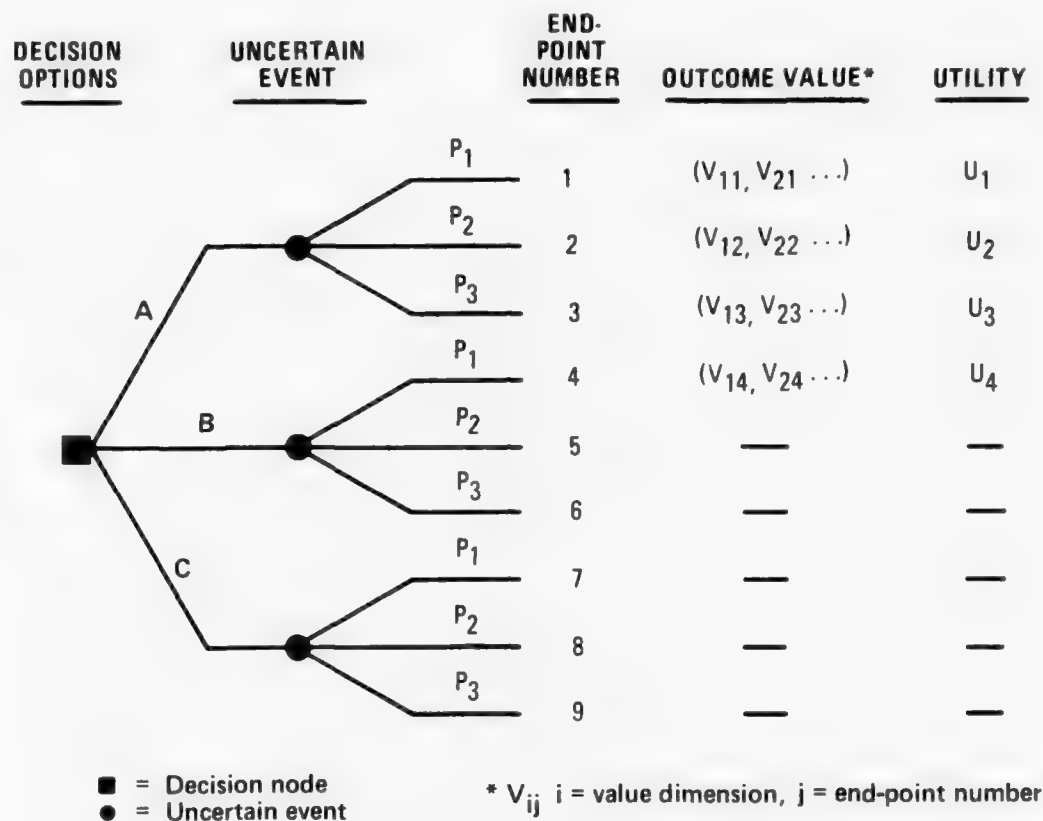 DECISION OPTIONS
UNCERTAIN EVENT
END-POINT NUMBER
OUTCOME VALUE*
UTILITY
P1 1 (V11, V21 ...) U1
P2 2 (V12, V22 ...) U2
A P3 3 (V13, V23 ...) U3
P1 4 (V14, V24 ...) U4
B P2 5 — —
P3 6 — —
C P1 7 — —
P2 8 — —
P3 9 — —
■ = Decision node
● = Uncertain event
* Vij i = value dimension, j = end-point number